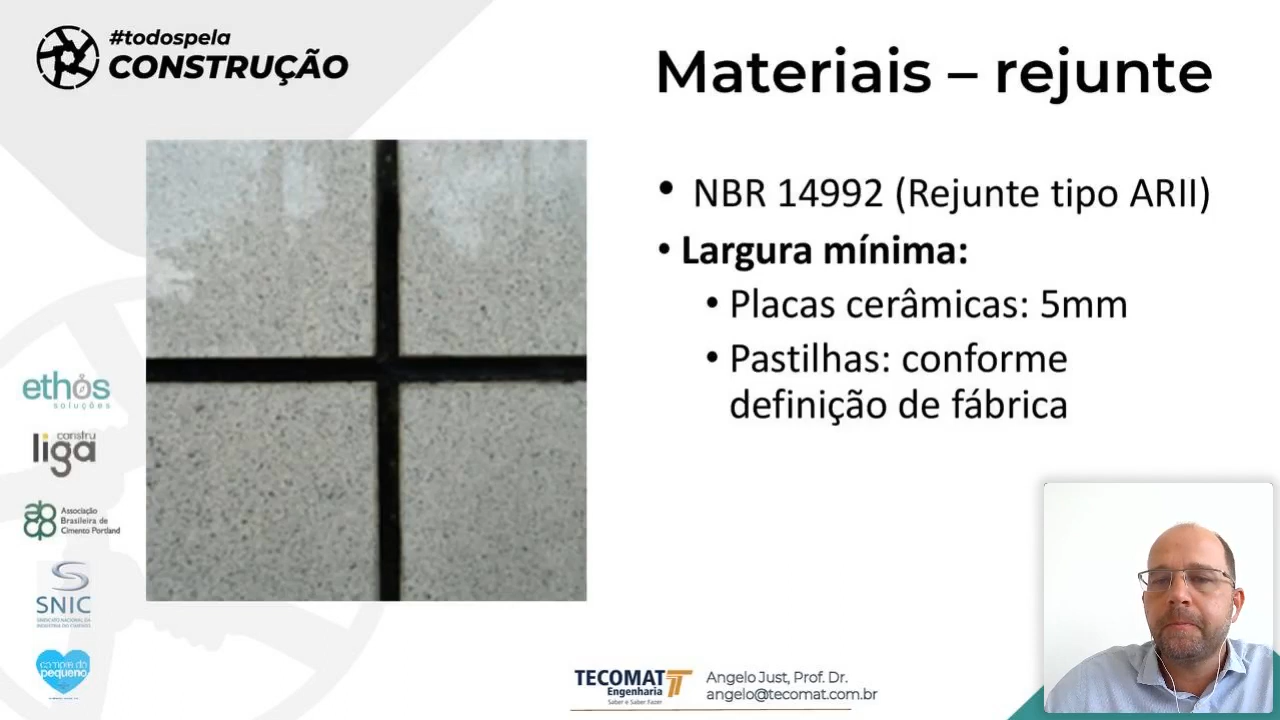 #todospela
CONSTRUÇÃO
Materiais – rejunte
• NBR 14992 (Rejunte tipo ARII)
• Largura mínima:
• Placas cerâmicas: 5mm
• Pastilhas: conforme
definição de fábrica
ethos
soluções
constru
liga
Associação
Brasileira de
Cimento Portland
SNIC
SINDICATO NACIONAL DA
INDÚSTRIA DO CIMENTO
compre do
pequeno
TECOMAT
Engenharia
Saber e Saber Fazer
Angelo Just, Prof. Dr.
angelo@tecomat.com.br